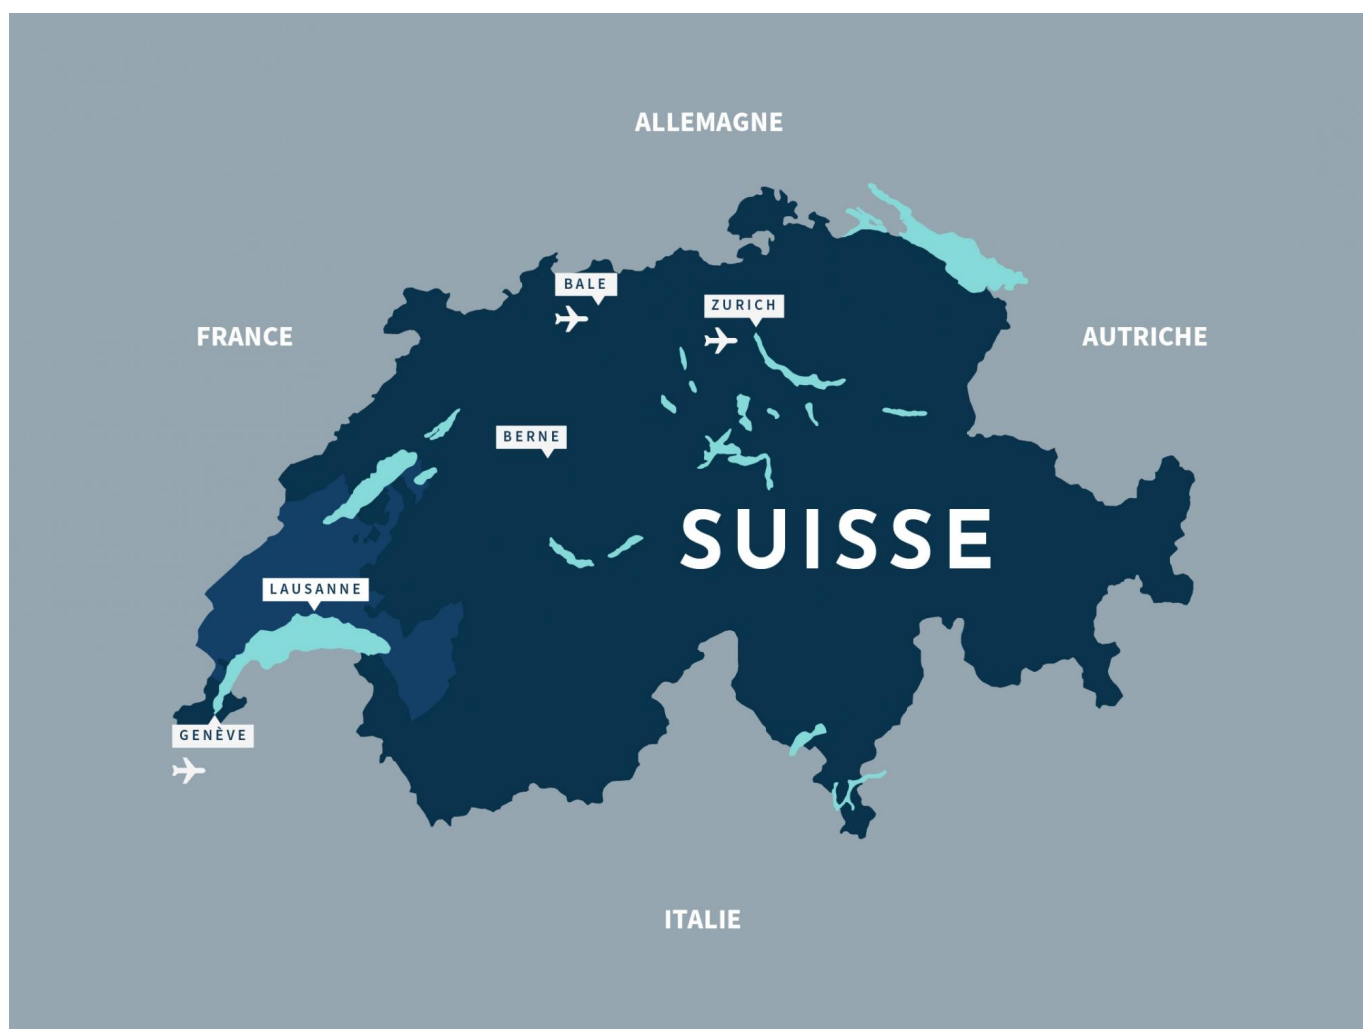 ALLEMAGNE
BALE
ZURICH
FRANCE
AUTRICHE
BERNE
SUISSE
LAUSANNE
GENÈVE
ITALIE